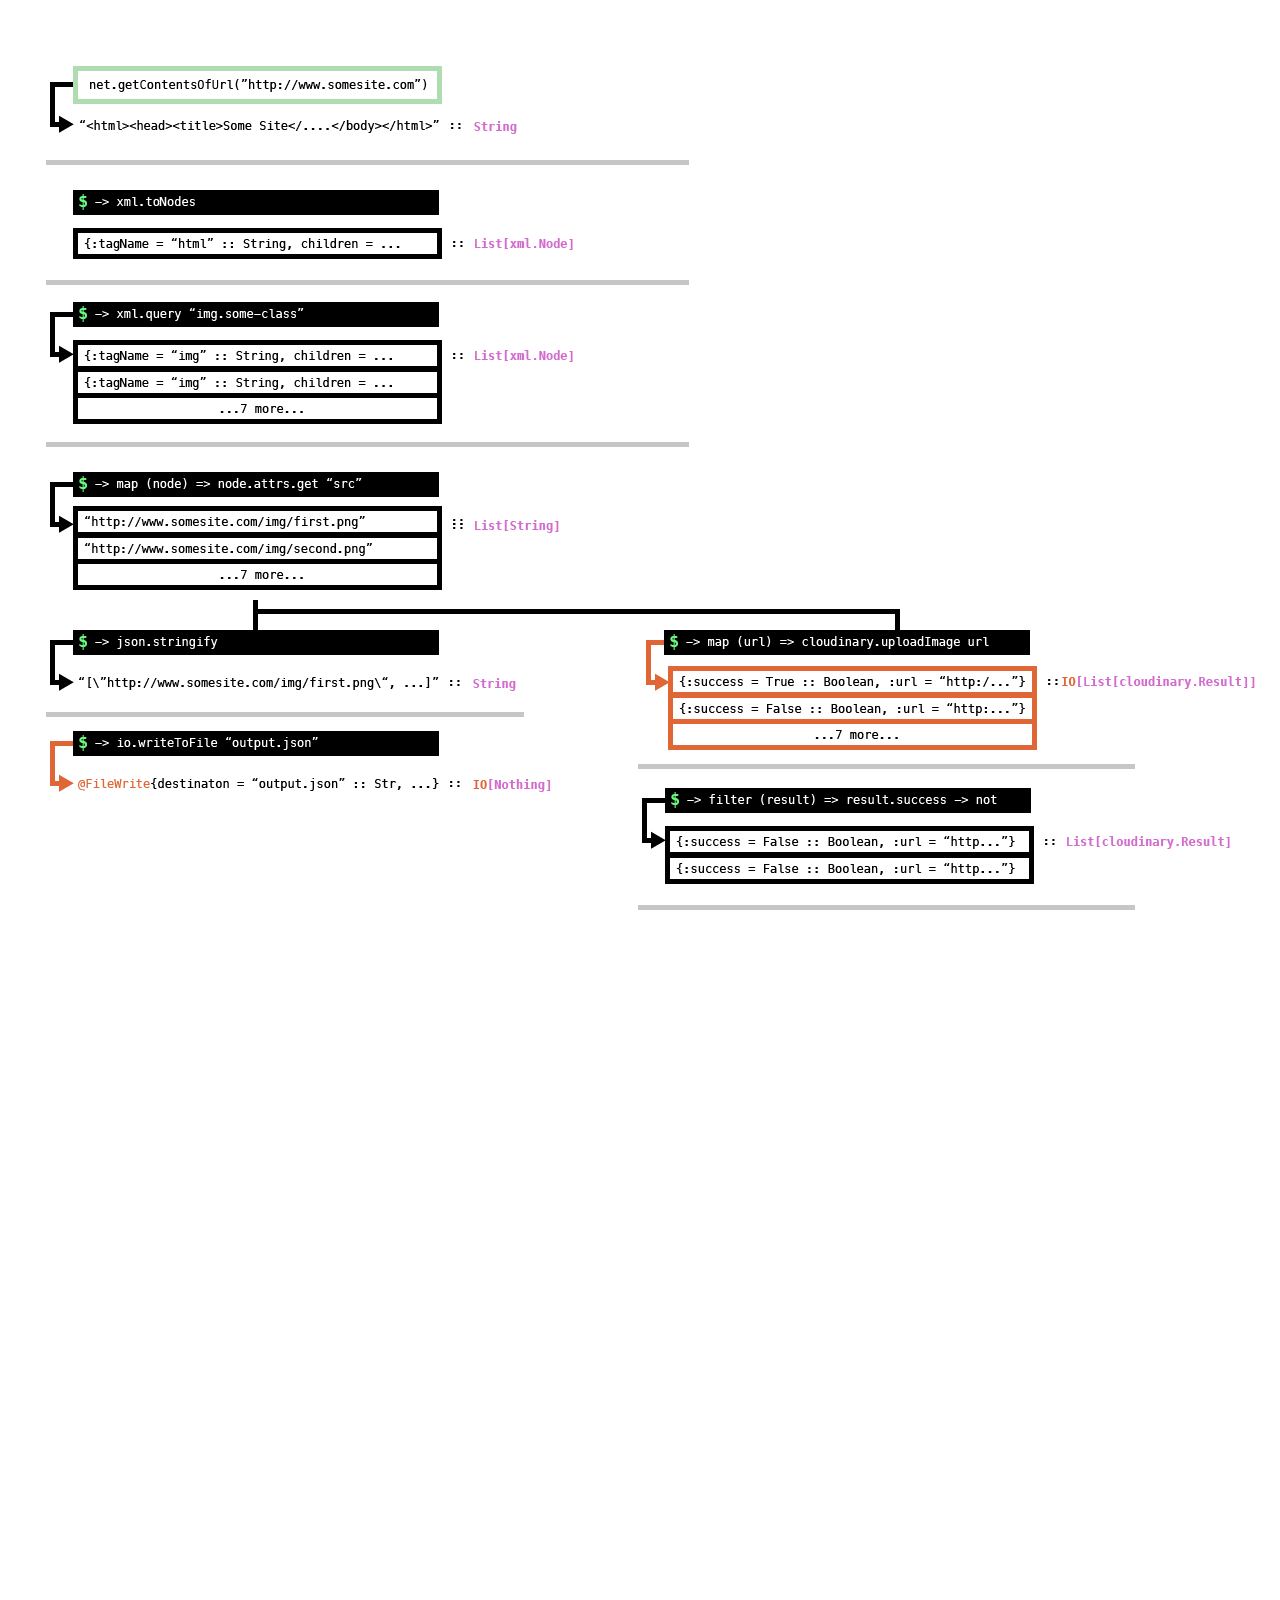 net.getContentsOfUrl(”http://www.somesite.com”)
“<html><head><title>Some Site</....</body></html>” :: String
$ —> xml.toNodes
{:tagName = “html” :: String, children = ... :: List[xml.Node]
$ —> xml.query “img.some—class”
{:tagName = “img” :: String, children = ... :: List[xml.Node]
{:tagName = “img” :: String, children = ...
...7 more...
$ —> map (node) => node.attrs.get “src”
“http://www.somesite.com/img/first.png” :: List[String]
“http://www.somesite.com/img/second.png”
...7 more...
$ —> json.stringify
“[\”http://www.somesite.com/img/first.png\“, ...]” :: String
$ —> io.writeToFile “output.json”
@FileWrite{destinaton = “output.json” :: Str, ...} :: IO[Nothing]
$ —> map (url) => cloudinary.uploadImage url
{:success = True :: Boolean, :url = “http:/...”} ::IO[List[cloudinary.Result]]
{:success = False :: Boolean, :url = “http:...”}
...7 more...
$ —> filter (result) => result.success —> not
{:success = False :: Boolean, :url = “http...”} :: List[cloudinary.Result]
{:success = False :: Boolean, :url = “http...”}